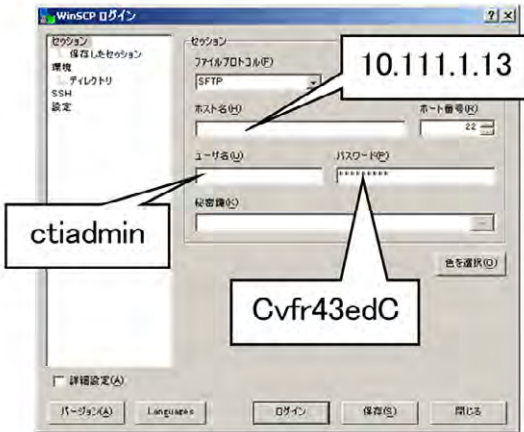 WinSCP ログイン
セッション
保存したセッション
環境
ディレクトリ
SSH
設定
セッション
ファイルプロトコル(F)
SFTP
10.111.1.13
ホスト名(H)
ポート番号(R)
22
ユーザ名(U)
パスワード(P)
*********
秘密鍵(K)
...
ctiadmin
Cvfr43edC
色を選択(O)
詳細設定(A)
バージョン(A)
Languages
ログイン
保存(S)
閉じる